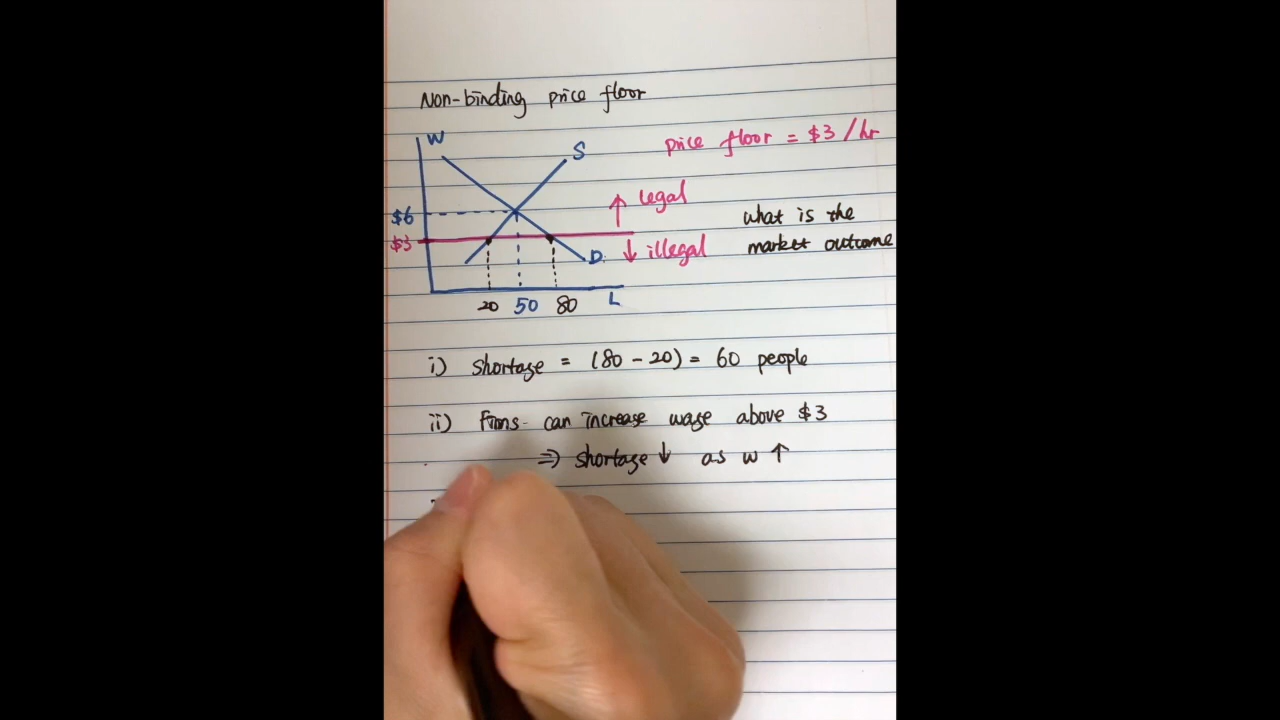 Non-binding price floor
price floor = $3/hr
W
S
↑ legal
$6
what is the
market outcome
$3
↓ illegal
D
20 50 80 L
i) shortage = (80 - 20) = 60 people
ii) Firms can increase wage above $3
⇒ shortage ↓ as w ↑